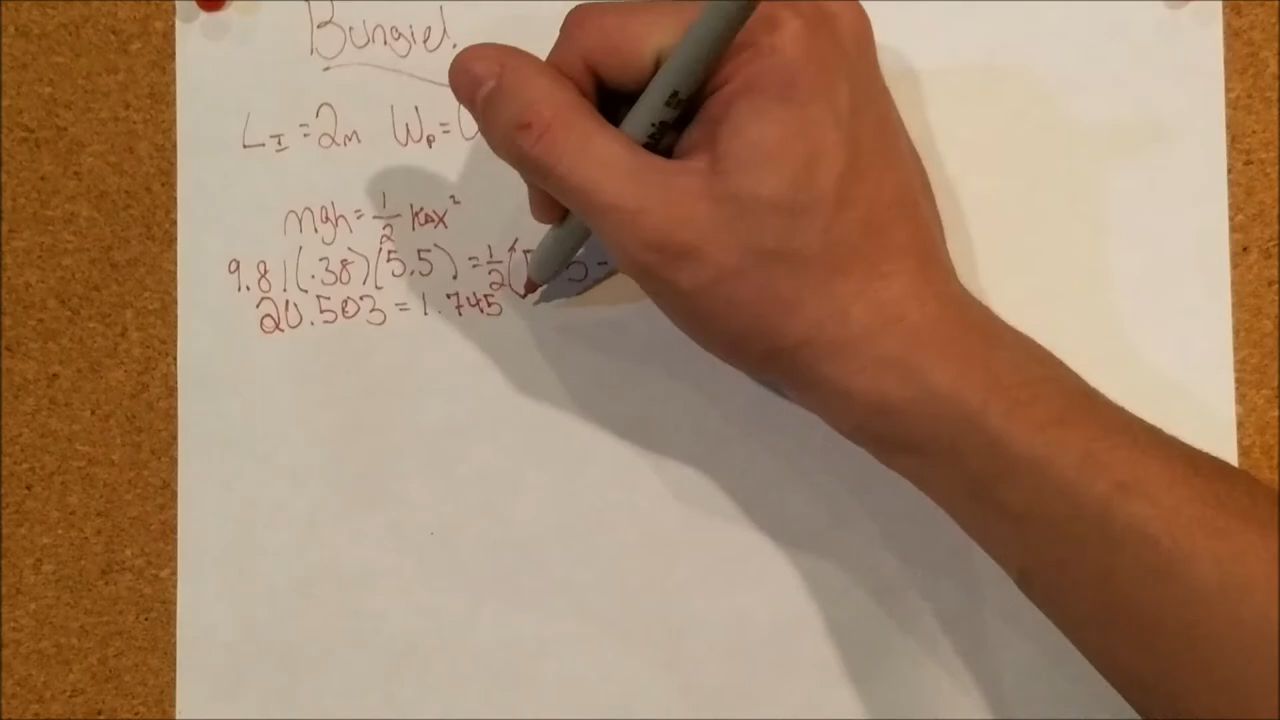 Bungie!
L_I = 2m W_P =
mgh = 1/2 kΔx²
9.81(.38)(5.5) = 1/2(
20.503 = 1.745